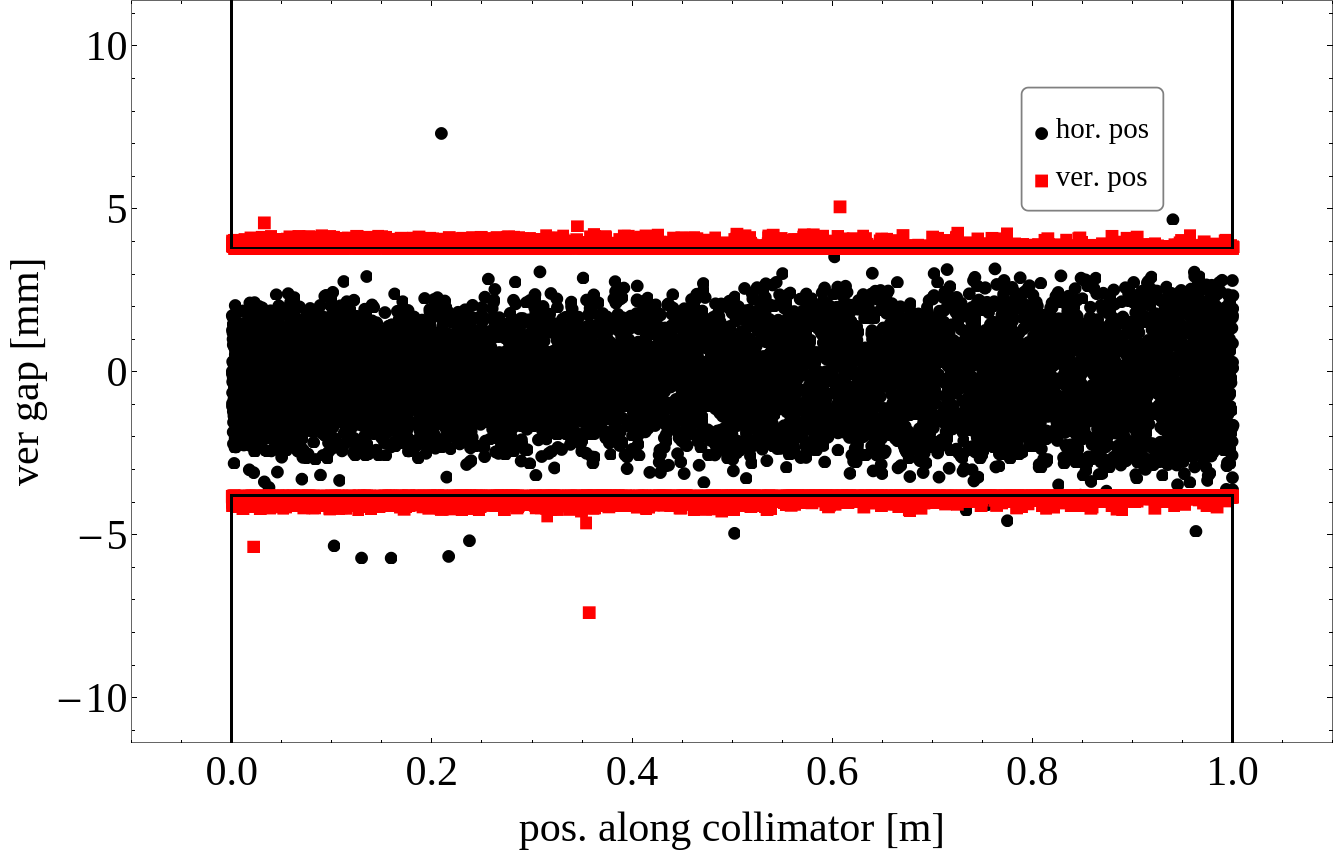 10
5
0
−5
−10
ver gap [mm]
hor. pos
ver. pos
0.0 0.2 0.4 0.6 0.8 1.0
pos. along collimator [m]